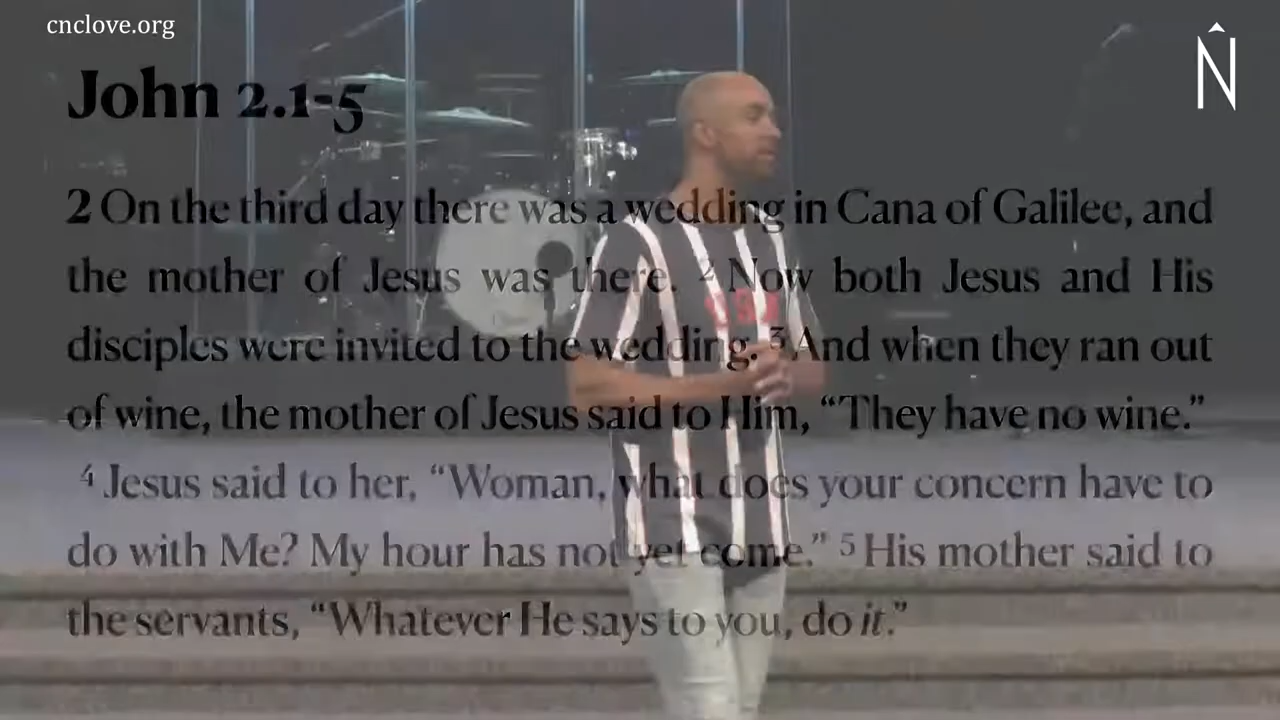 cnclove.org
N̂
John 2.1-5
2 On the third day there was a wedding in Cana of Galilee, and
the mother of Jesus was there. 2 Now both Jesus and His
disciples were invited to the wedding. 3 And when they ran out
of wine, the mother of Jesus said to Him, “They have no wine.”
4 Jesus said to her, “Woman, what does your concern have to
do with Me? My hour has not yet come.” 5 His mother said to
the servants, “Whatever He says to you, do it.”